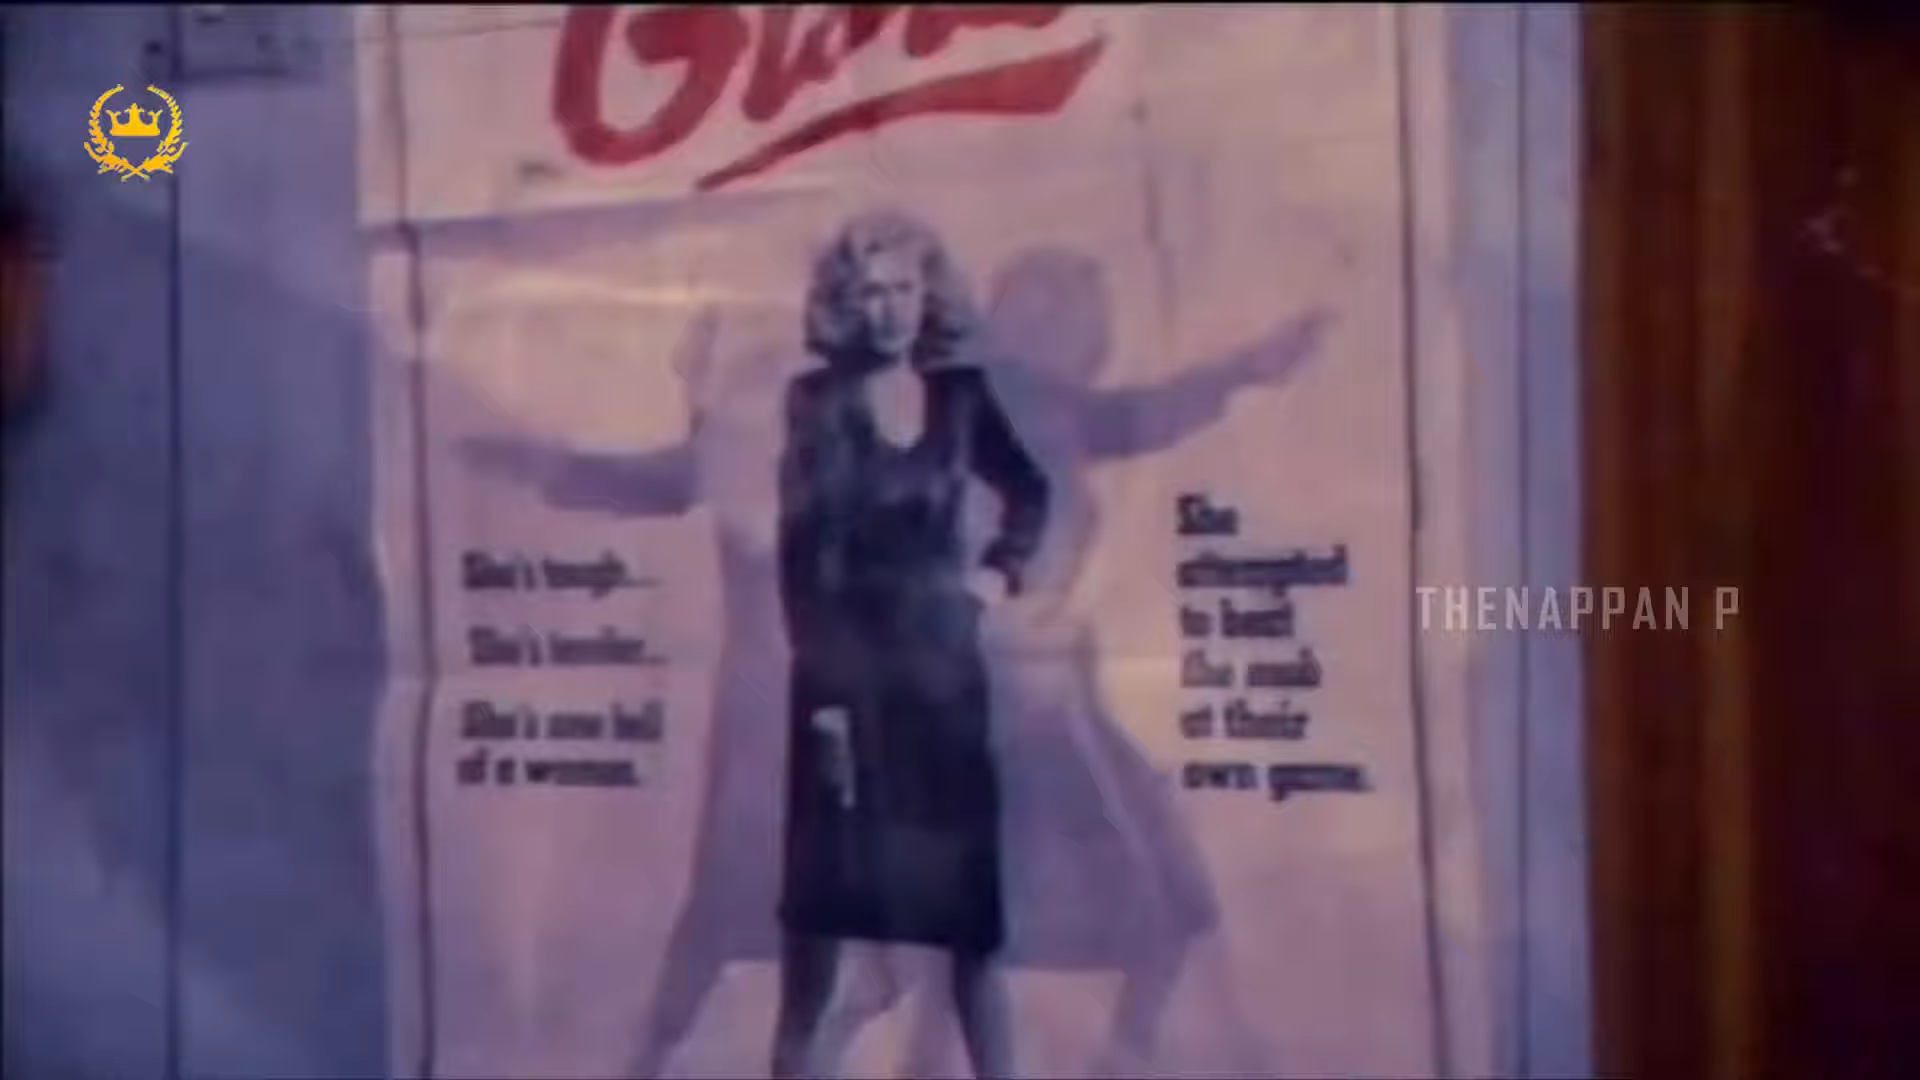 She's tough...
She's tender...
She's one hell
of a woman.
She
attempted
to beat
the mob
at their
own game.
THENAPPAN P